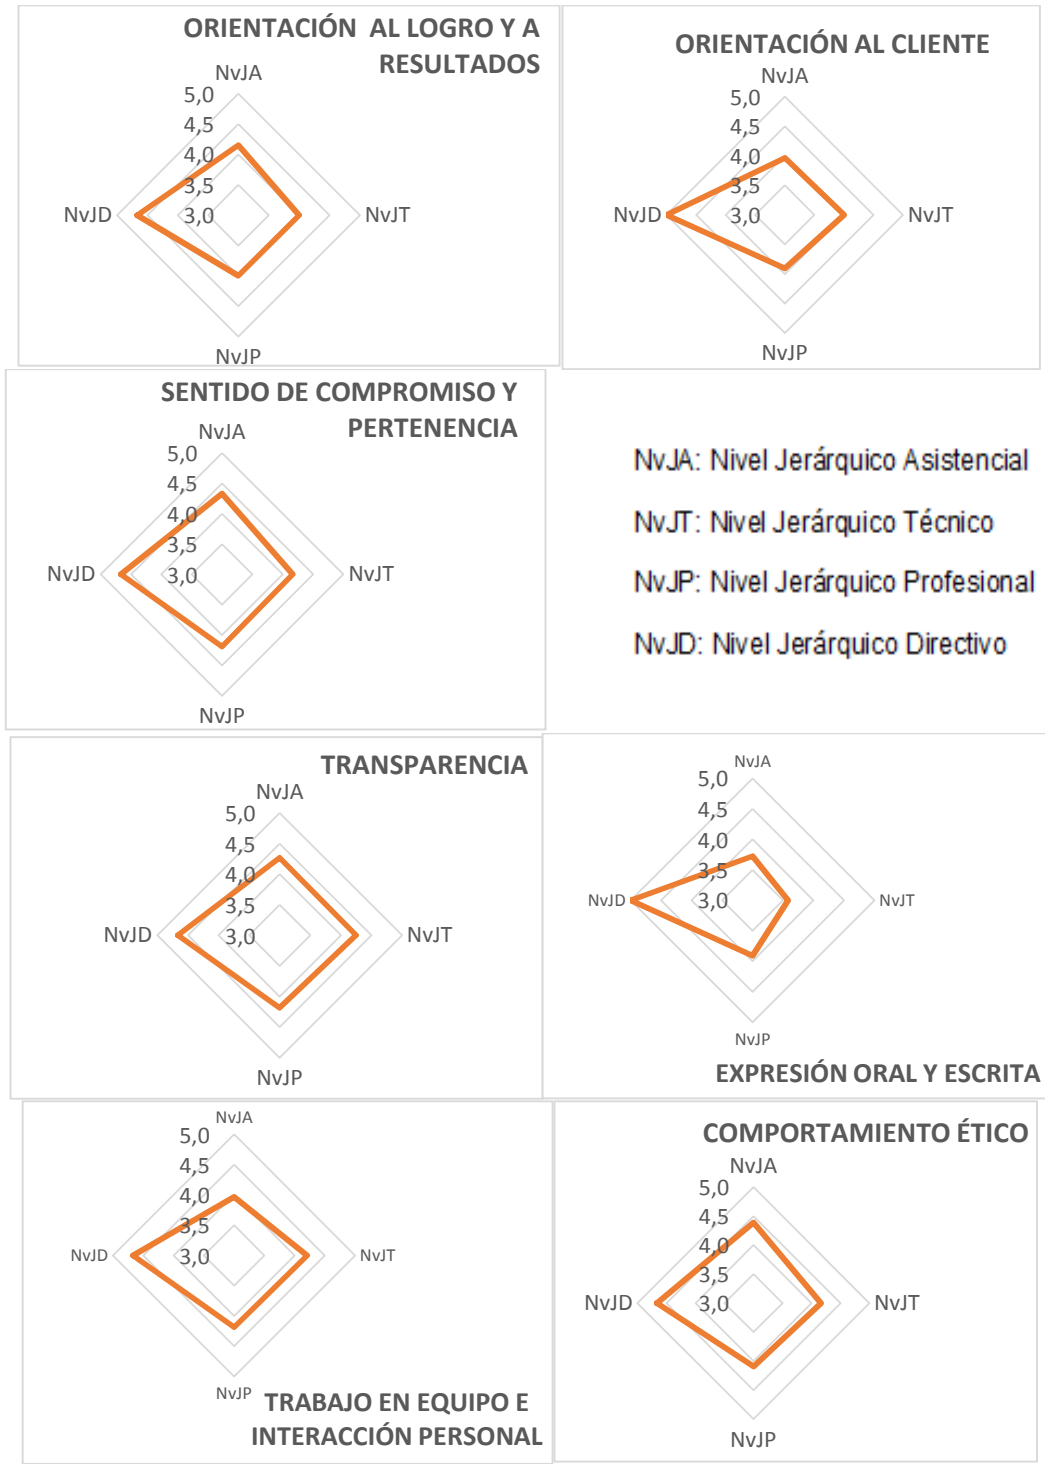 ORIENTACIÓN AL LOGRO Y A
RESULTADOS
NvJA
5,0
4,5
4,0
3,5
3,0
NvJD
NvJT
NvJP
ORIENTACIÓN AL CLIENTE
NvJA
5,0
4,5
4,0
3,5
3,0
NvJD
NvJT
NvJP
SENTIDO DE COMPROMISO Y
PERTENENCIA
NvJA
5,0
4,5
4,0
3,5
3,0
NvJD
NvJT
NvJP
NvJA: Nivel Jerárquico Asistencial
NvJT: Nivel Jerárquico Técnico
NvJP: Nivel Jerárquico Profesional
NvJD: Nivel Jerárquico Directivo
TRANSPARENCIA
NvJA
5,0
4,5
4,0
3,5
3,0
NvJD
NvJT
NvJP
NvJA
5,0
4,5
4,0
3,5
3,0
NvJD
NvJT
NvJP
EXPRESIÓN ORAL Y ESCRITA
NvJA
5,0
4,5
4,0
3,5
3,0
NvJD
NvJT
NvJP
TRABAJO EN EQUIPO E
INTERACCIÓN PERSONAL
COMPORTAMIENTO ÉTICO
NvJA
5,0
4,5
4,0
3,5
3,0
NvJD
NvJT
NvJP